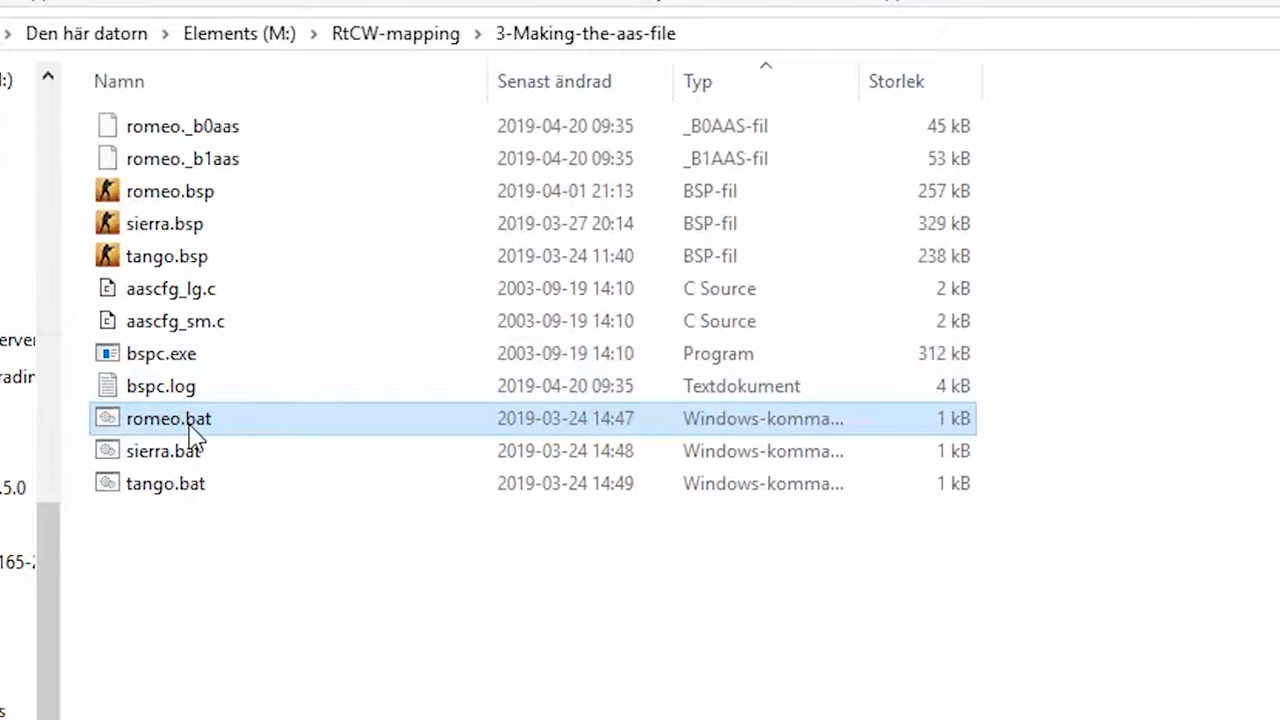 Den här datorn > Elements (M:) > RtCW-mapping > 3-Making-the-aas-file
Namn Senast ändrad Typ Storlek
romeo._b0aas 2019-04-20 09:35 _B0AAS-fil 45 kB
romeo._b1aas 2019-04-20 09:35 _B1AAS-fil 53 kB
romeo.bsp 2019-04-01 21:13 BSP-fil 257 kB
sierra.bsp 2019-03-27 20:14 BSP-fil 329 kB
tango.bsp 2019-03-24 11:40 BSP-fil 238 kB
aascfg_lg.c 2003-09-19 14:10 C Source 2 kB
aascfg_sm.c 2003-09-19 14:10 C Source 2 kB
bspc.exe 2003-09-19 14:10 Program 312 kB
bspc.log 2019-04-20 09:35 Textdokument 4 kB
romeo.bat 2019-03-24 14:47 Windows-komma... 1 kB
sierra.bat 2019-03-24 14:48 Windows-komma... 1 kB
tango.bat 2019-03-24 14:49 Windows-komma... 1 kB